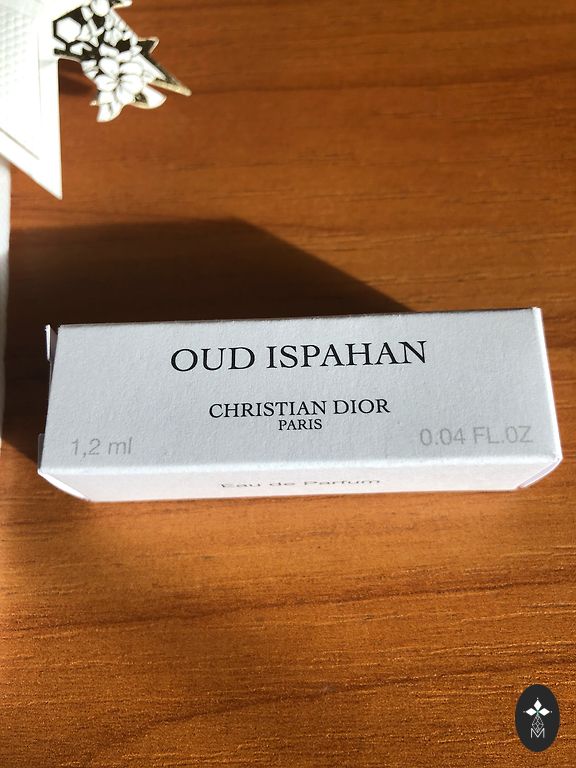 OUD ISPAHAN
CHRISTIAN DIOR
PARIS
1,2 ml
0.04 FL.OZ
Eau de Parfum
M